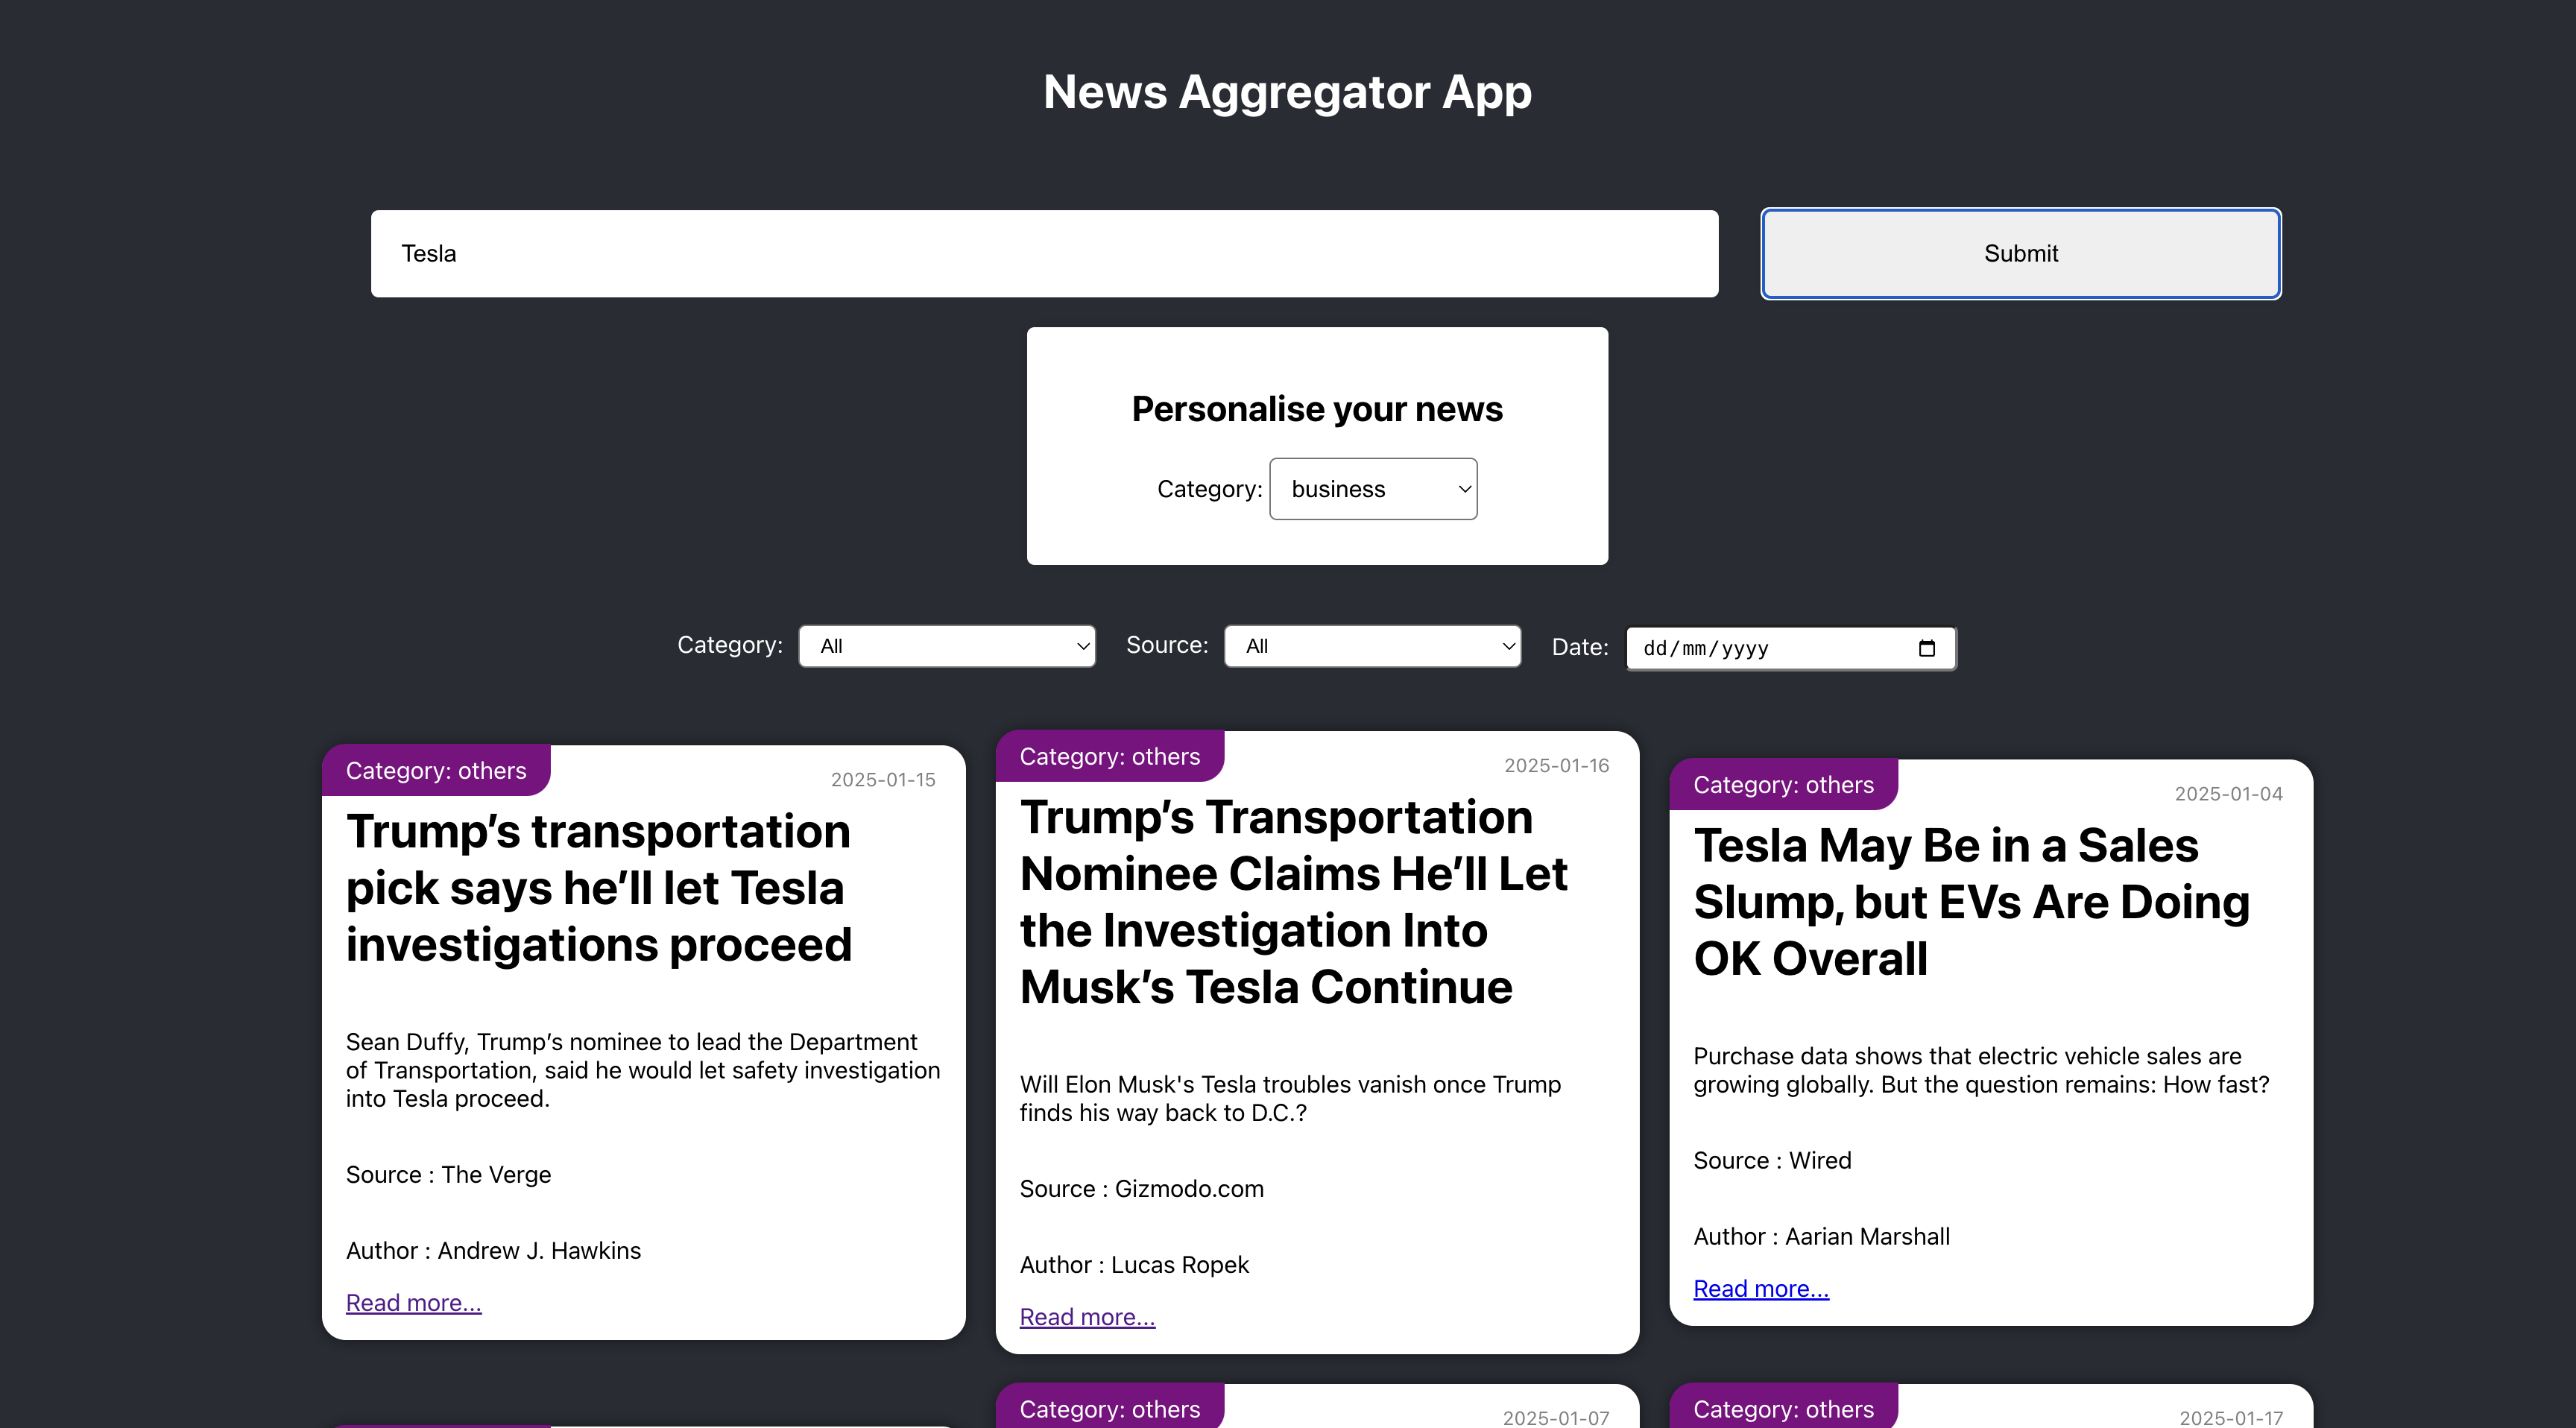 News Aggregator App
Tesla
Submit
Personalise your news
Category: business
Category: All Source: All Date: dd/mm/yyyy
Category: others
2025-01-15
Trump’s transportation
pick says he’ll let Tesla
investigations proceed
Sean Duffy, Trump’s nominee to lead the Department
of Transportation, said he would let safety investigation
into Tesla proceed.
Source : The Verge
Author : Andrew J. Hawkins
Read more...
Category: others
2025-01-16
Trump’s Transportation
Nominee Claims He’ll Let
the Investigation Into
Musk’s Tesla Continue
Will Elon Musk's Tesla troubles vanish once Trump
finds his way back to D.C.?
Source : Gizmodo.com
Author : Lucas Ropek
Read more...
Category: others
2025-01-04
Tesla May Be in a Sales
Slump, but EVs Are Doing
OK Overall
Purchase data shows that electric vehicle sales are
growing globally. But the question remains: How fast?
Source : Wired
Author : Aarian Marshall
Read more...
Category: others
2025-01-07
Category: others
2025-01-17